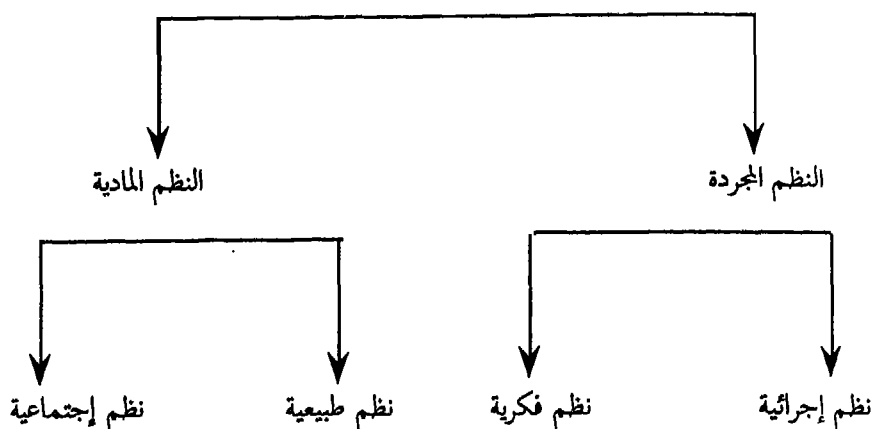 النظم المجردة
النظم المادية
نظم إجرائية
نظم فكرية
نظم طبيعية
نظم إجتماعية